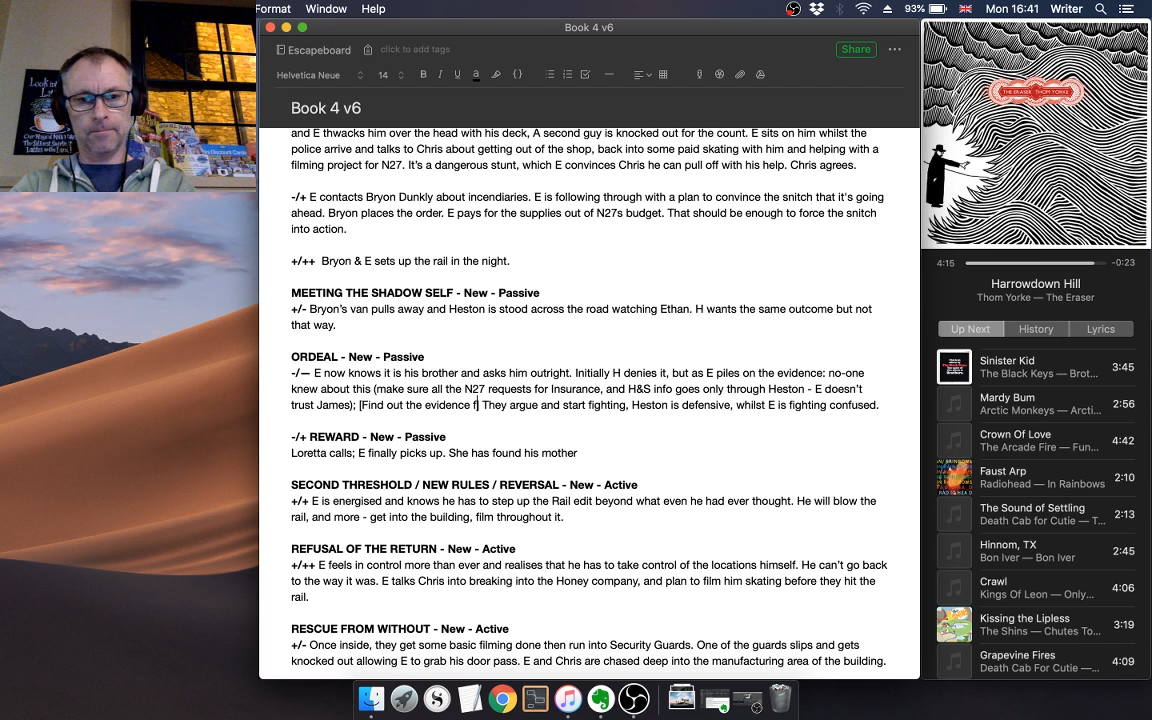 Format Window Help
93% Mon 16:41 Writer
Book 4 v6
Escapeboard click to add tags Share
Helvetica Neue 14 B I U a {}
Book 4 v6
and E thwacks him over the head with his deck, A second guy is knocked out for the count. E sits on him whilst the
police arrive and talks to Chris about getting out of the shop, back into some paid skating with him and helping with a
filming project for N27. It's a dangerous stunt, which E convinces Chris he can pull off with his help. Chris agrees.
-/+ E contacts Bryon Dunkly about incendiaries. E is following through with a plan to convince the snitch that it's going
ahead. Bryon places the order. E pays for the supplies out of N27s budget. That should be enough to force the snitch
into action.
+/++ Bryon & E sets up the rail in the night.
MEETING THE SHADOW SELF - New - Passive
+/- Bryon's van pulls away and Heston is stood across the road watching Ethan. H wants the same outcome but not
that way.
ORDEAL - New - Passive
-/— E now knows it is his brother and asks him outright. Initially H denies it, but as E piles on the evidence: no-one
knew about this (make sure all the N27 requests for Insurance, and H&S info goes only through Heston - E doesn't
trust James); [Find out the evidence f] They argue and start fighting, Heston is defensive, whilst E is fighting confused.
-/+ REWARD - New - Passive
Loretta calls; E finally picks up. She has found his mother
SECOND THRESHOLD / NEW RULES / REVERSAL - New - Active
+/+ E is energised and knows he has to step up the Rail edit beyond what even he had ever thought. He will blow the
rail, and more - get into the building, film throughout it.
REFUSAL OF THE RETURN - New - Active
+/++ E feels in control more than ever and realises that he has to take control of the locations himself. He can't go back
to the way it was. E talks Chris into breaking into the Honey company, and plan to film him skating before they hit the
rail.
RESCUE FROM WITHOUT - New - Active
+/- Once inside, they get some basic filming done then run into Security Guards. One of the guards slips and gets
knocked out allowing E to grab his door pass. E and Chris are chased deep into the manufacturing area of the building.
THE ERASER THOM YORKE
4:15 -0:23
Harrowdown Hill
Thom Yorke — The Eraser
Up Next History Lyrics
Sinister Kid
The Black Keys — Brot... 3:45
Mardy Bum
Arctic Monkeys — Arcti... 2:56
Crown Of Love
The Arcade Fire — Fun... 4:42
Faust Arp
Radiohead — In Rainbows 2:10
The Sound of Settling
Death Cab for Cutie — T... 2:13
Hinnom, TX
Bon Iver — Bon Iver 2:45
Crawl
Kings Of Leon — Only... 4:06
Kissing the Lipless
The Shins — Chutes To... 3:19
Grapevine Fires
Death Cab for Cutie —... 4:09